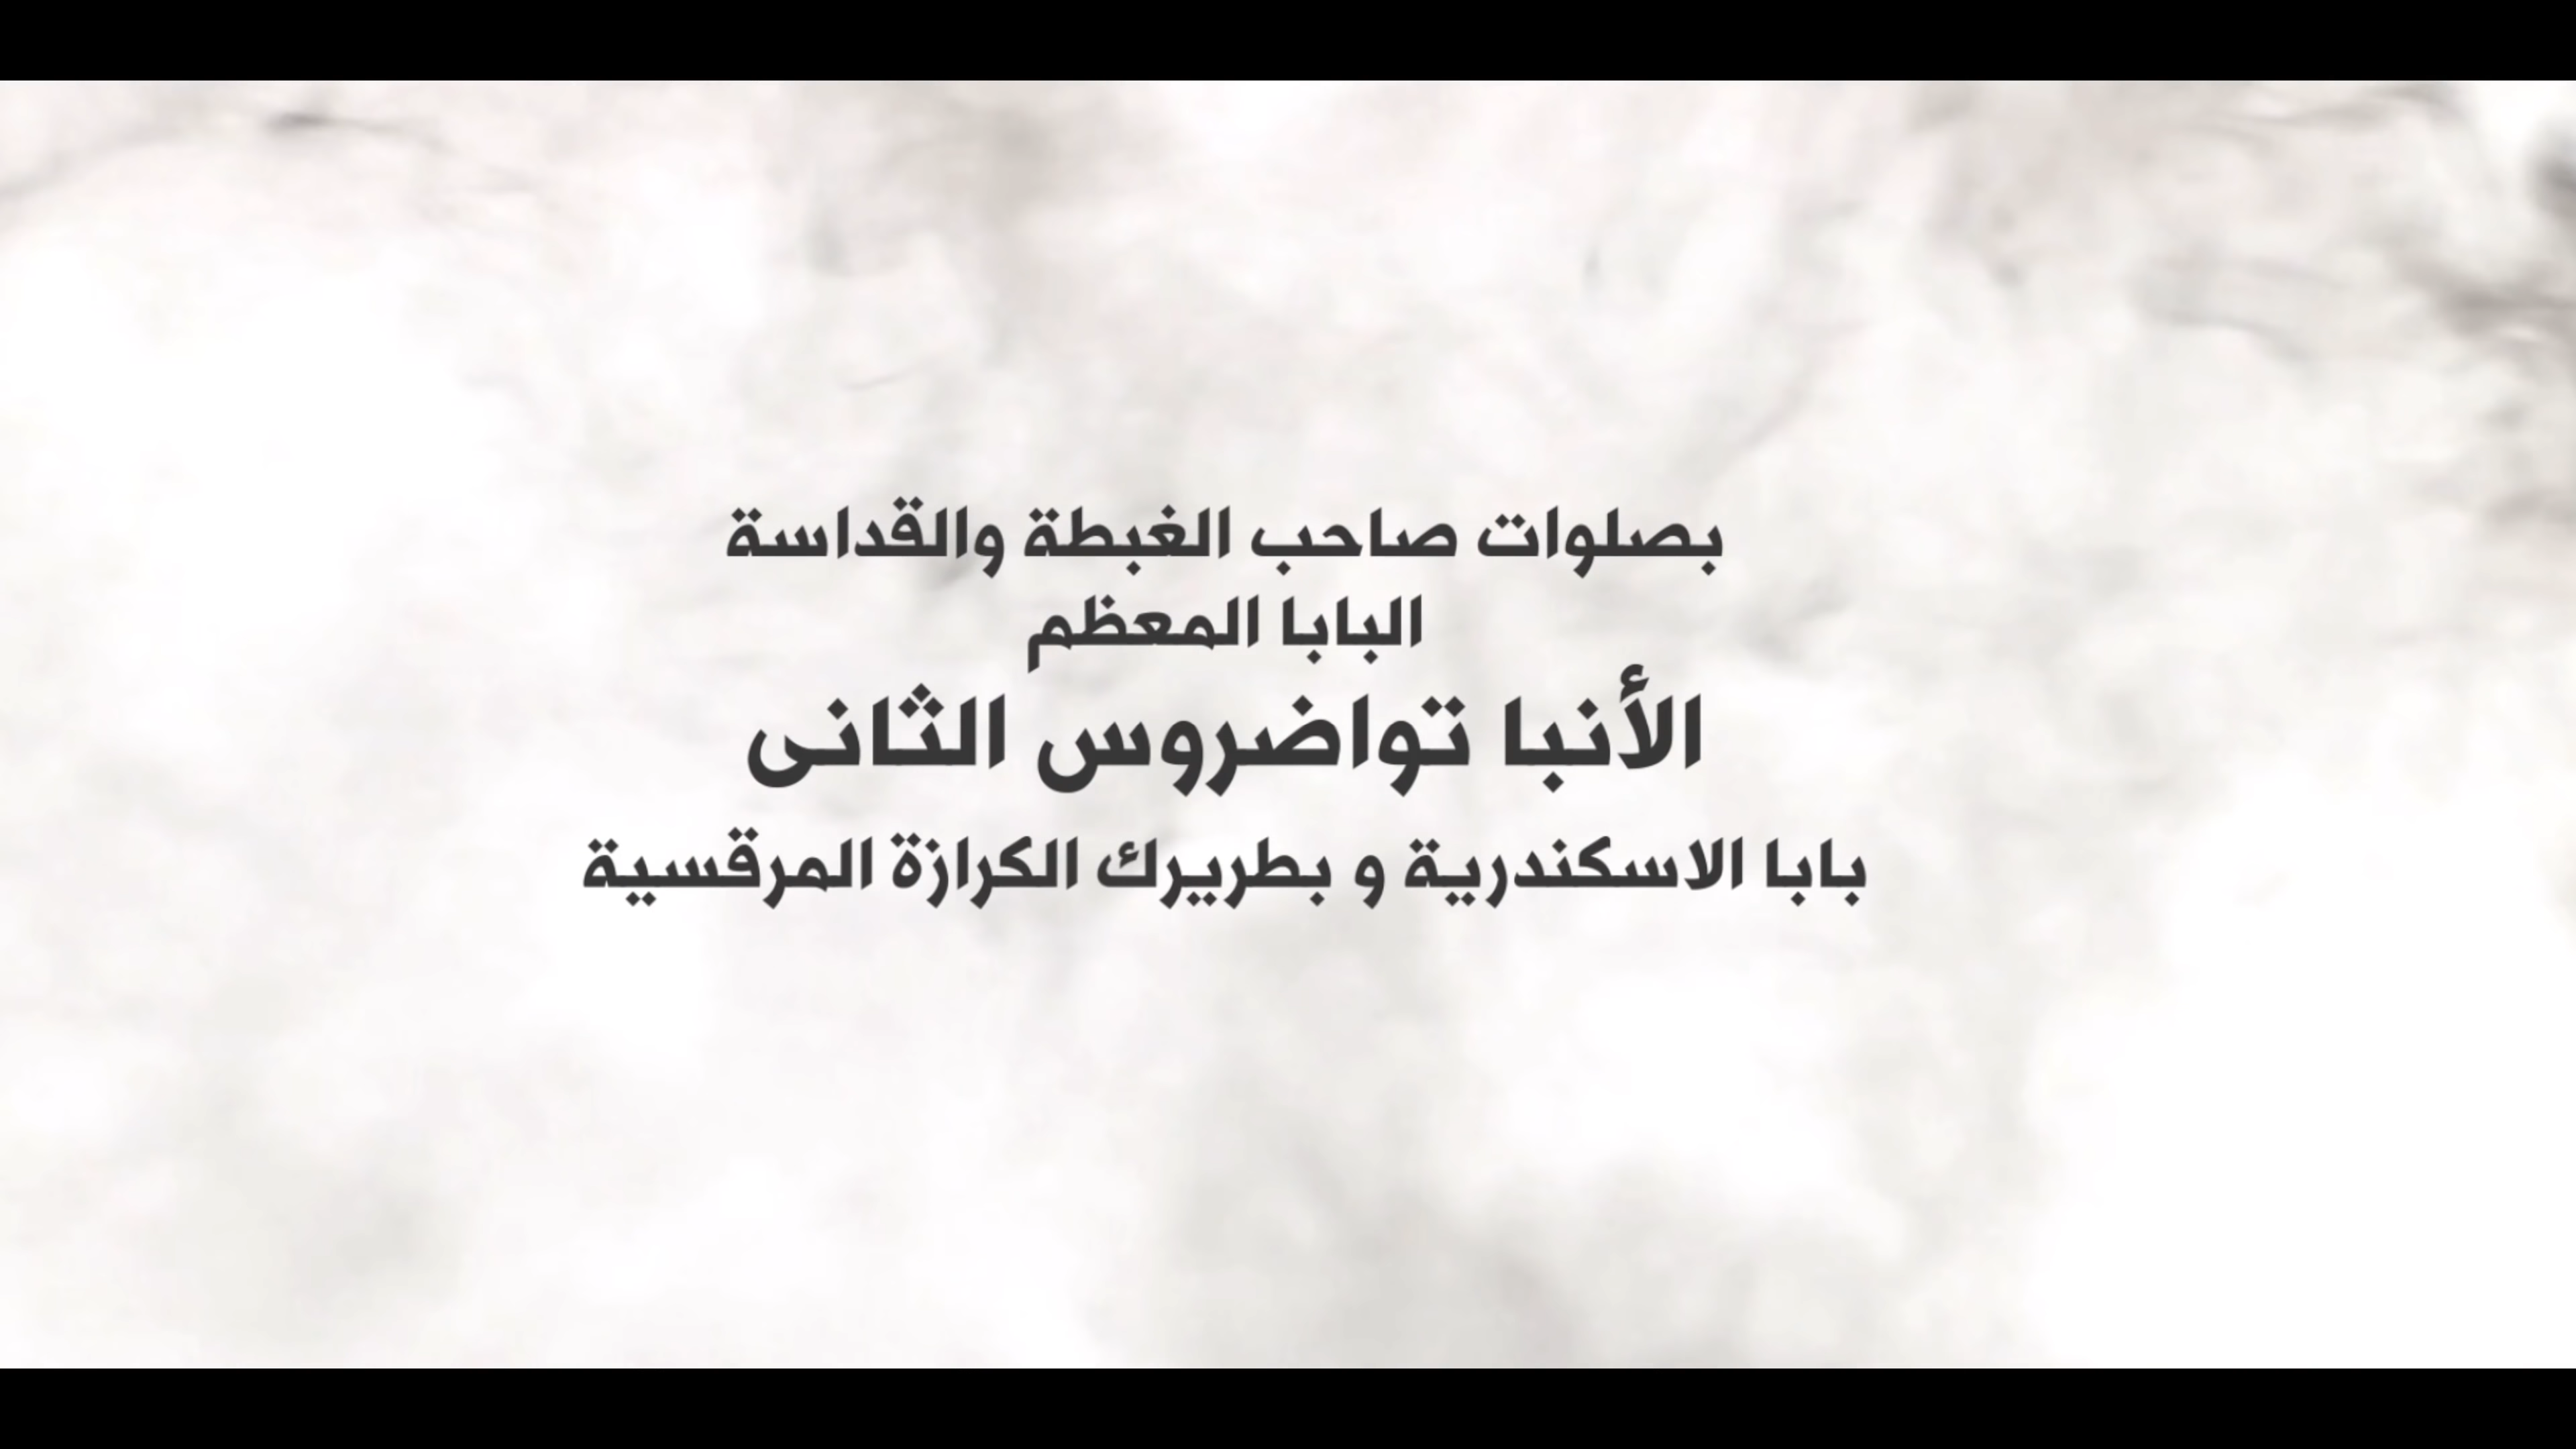 بصلوات صاحب الغبطة والقداسة
البابا المعظم
الأنبا تواضروس الثانى
بابا الاسكندرية و بطريرك الكرازة المرقسية